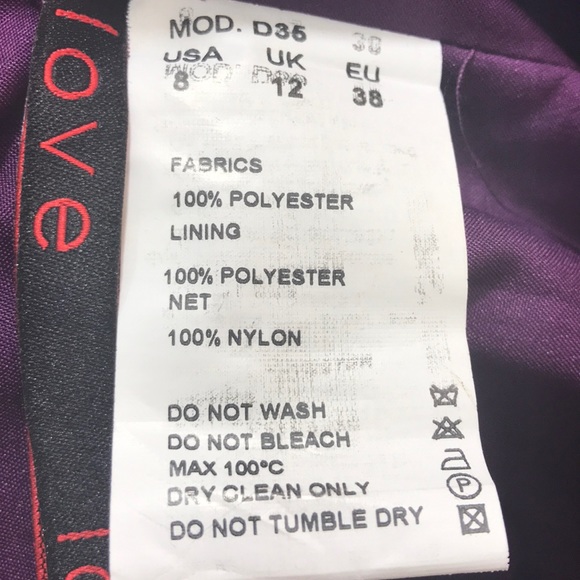 love
MOD. D35
USA UK EU
8 12 38
FABRICS
100% POLYESTER
LINING
100% POLYESTER
NET
100% NYLON
DO NOT WASH
DO NOT BLEACH
MAX 100°C
DRY CLEAN ONLY
P
DO NOT TUMBLE DRY